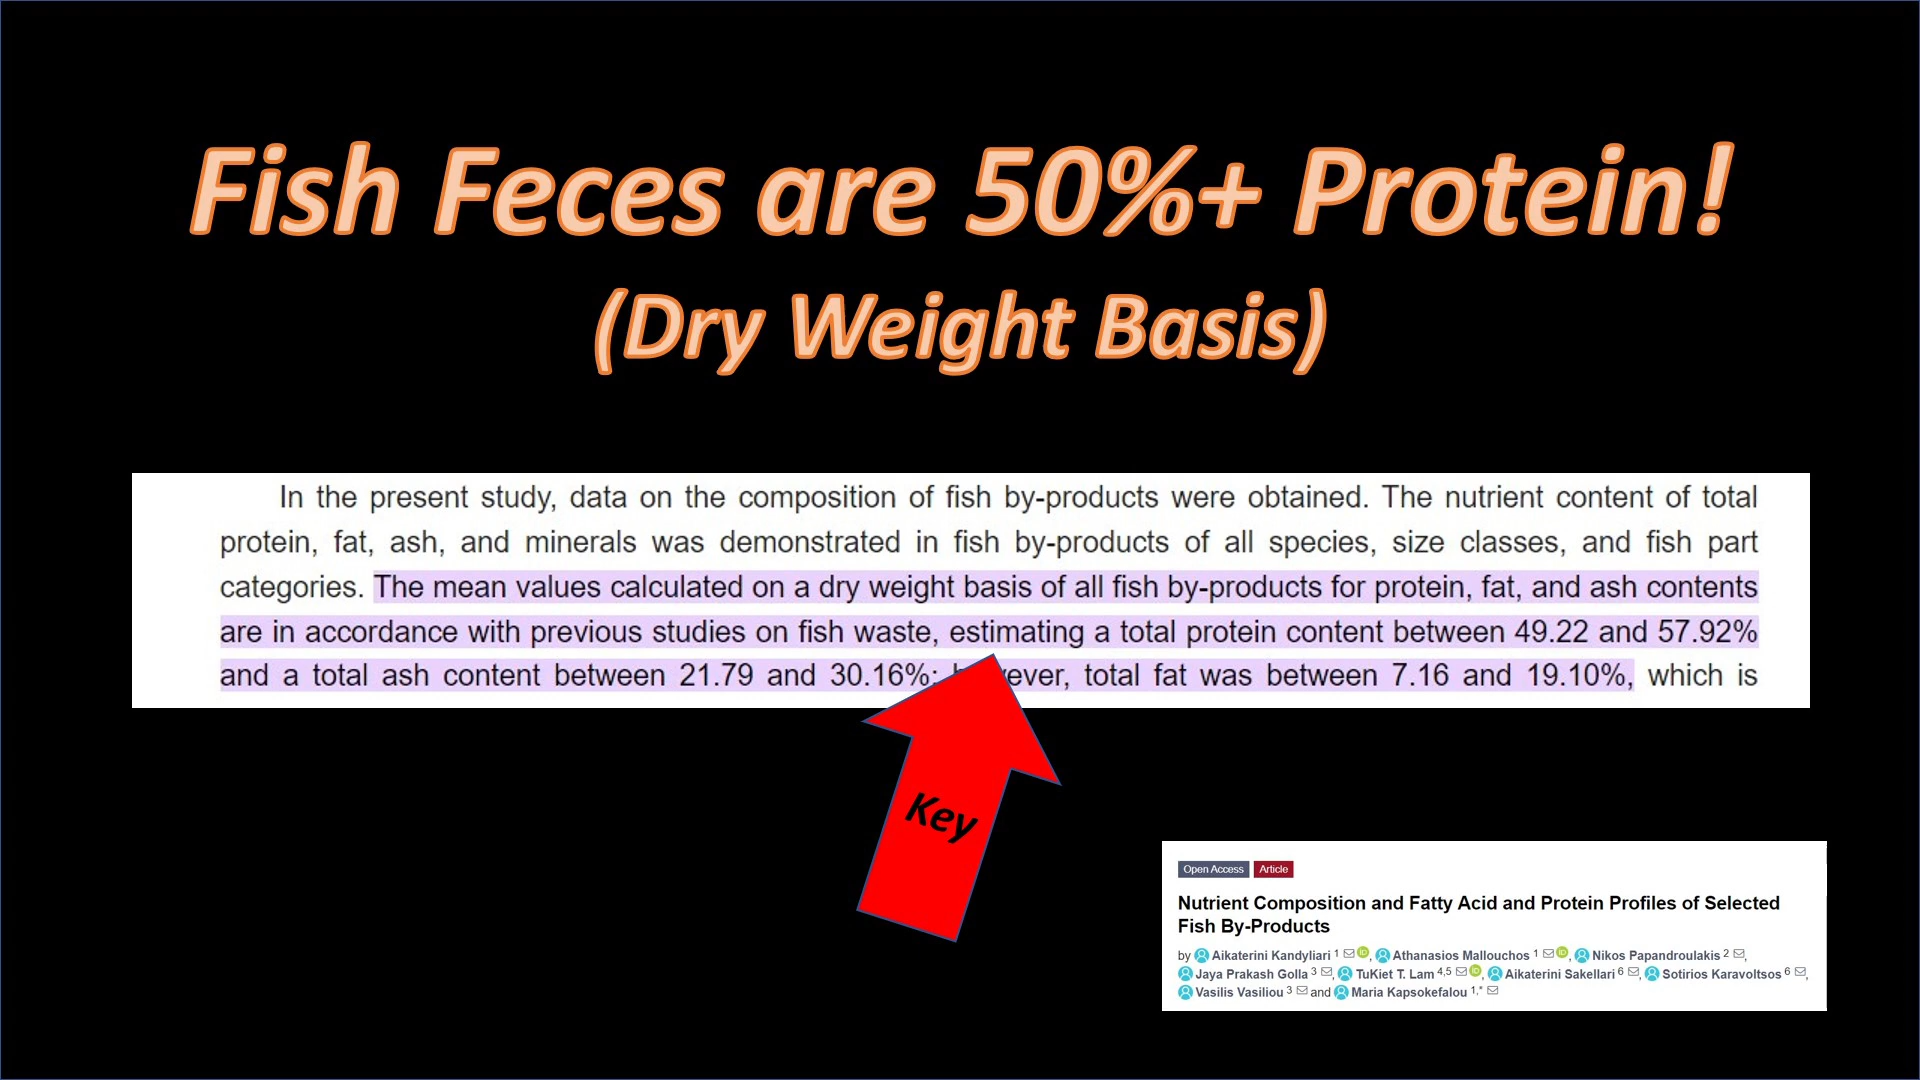 Fish Feces are 50%+ Protein!
(Dry Weight Basis)
In the present study, data on the composition of fish by-products were obtained. The nutrient content of total
protein, fat, ash, and minerals was demonstrated in fish by-products of all species, size classes, and fish part
categories. The mean values calculated on a dry weight basis of all fish by-products for protein, fat, and ash contents
are in accordance with previous studies on fish waste, estimating a total protein content between 49.22 and 57.92%
and a total ash content between 21.79 and 30.16%; total fat was between 7.16 and 19.10%, which is
Key
Open Access Article
Nutrient Composition and Fatty Acid and Protein Profiles of Selected
Fish By-Products
by Aikaterini Kandyliari 1 iD, Athanasios Mallouchos 1 iD, Nikos Papandroulakis 2,
Jaya Prakash Golla 3, TuKiet T. Lam 4,5 iD, Aikaterini Sakellari 6, Sotirios Karavoltsos 6,
Vasilis Vasiliou 3 and Maria Kapsokefalou 1,*